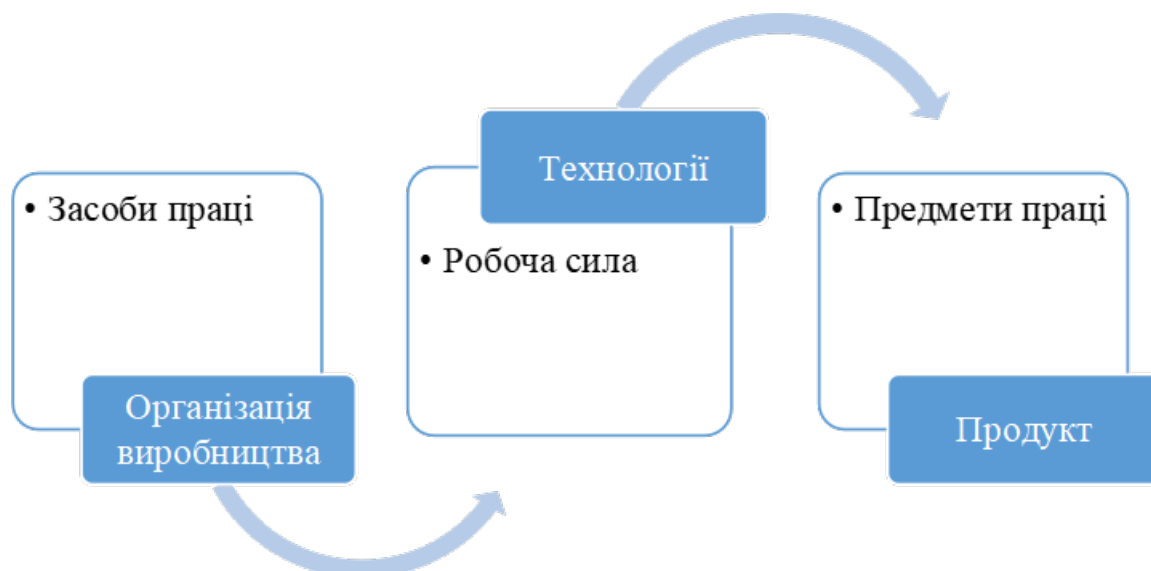 • Засоби праці
Організація
виробництва
Технології
• Робоча сила
• Предмети праці
Продукт